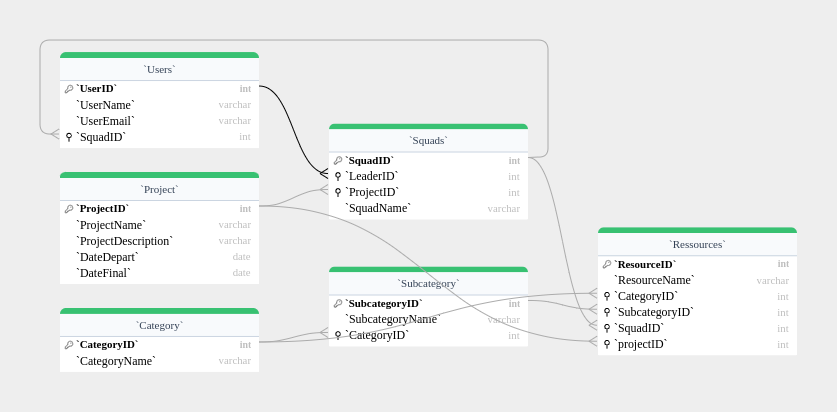 `Users`
`UserID` int
`UserName` varchar
`UserEmail` varchar
`SquadID` int
`Project`
`ProjectID` int
`ProjectName` varchar
`ProjectDescription` varchar
`DateDepart` date
`DateFinal` date
`Category`
`CategoryID` int
`CategoryName` varchar
`Squads`
`SquadID` int
`LeaderID` int
`ProjectID` int
`SquadName` varchar
`Subcategory`
`SubcategoryID` int
`SubcategoryName` varchar
`CategoryID` int
`Ressources`
`ResourceID` int
`ResourceName` varchar
`CategoryID` int
`SubcategoryID` int
`SquadID` int
`projectID` int